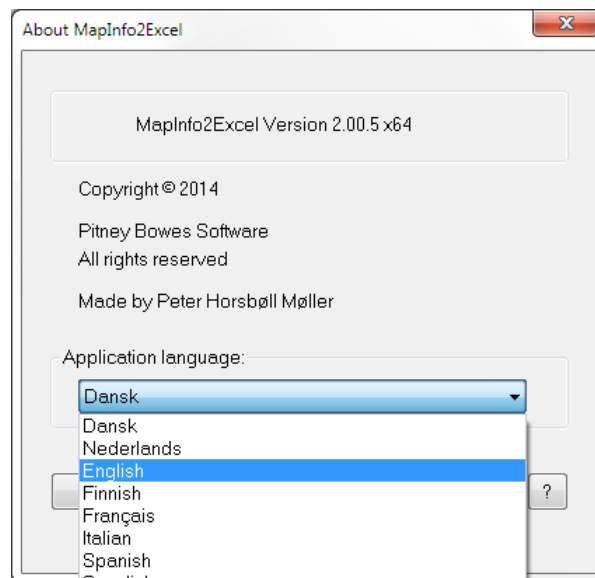 About MapInfo2Excel
MapInfo2Excel Version 2.00.5 x64
Copyright © 2014
Pitney Bowes Software
All rights reserved
Made by Peter Horsbøll Møller
Application language:
Dansk
Dansk
Nederlands
English
?
Finnish
Français
Italian
Spanish